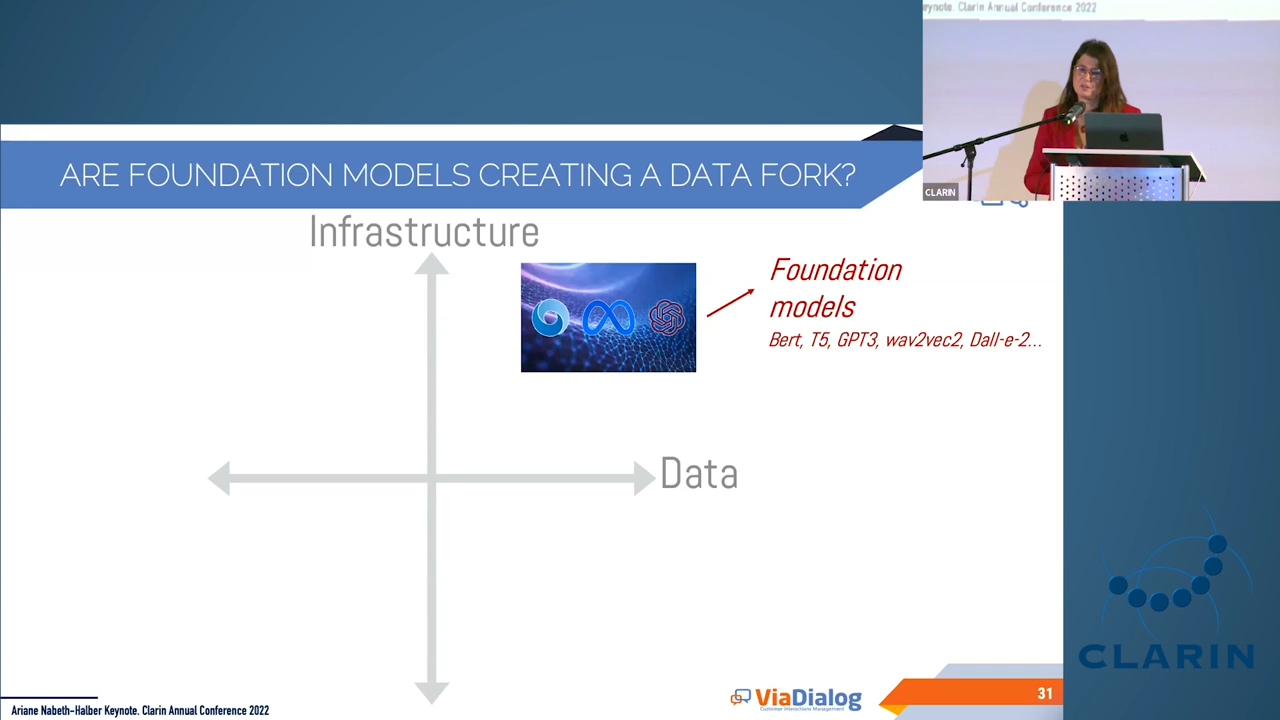 eynote. Clarin Annual Conference 2022
CLARIN
ARE FOUNDATION MODELS CREATING A DATA FORK?
Infrastructure
Foundation
models
Bert, T5, GPT3, wav2vec2, Dall-e-2...
Data
CLARIN
ViaDialog
Customer Interactions Management
31
Ariane Nabeth-Halber Keynote. Clarin Annual Conference 2022